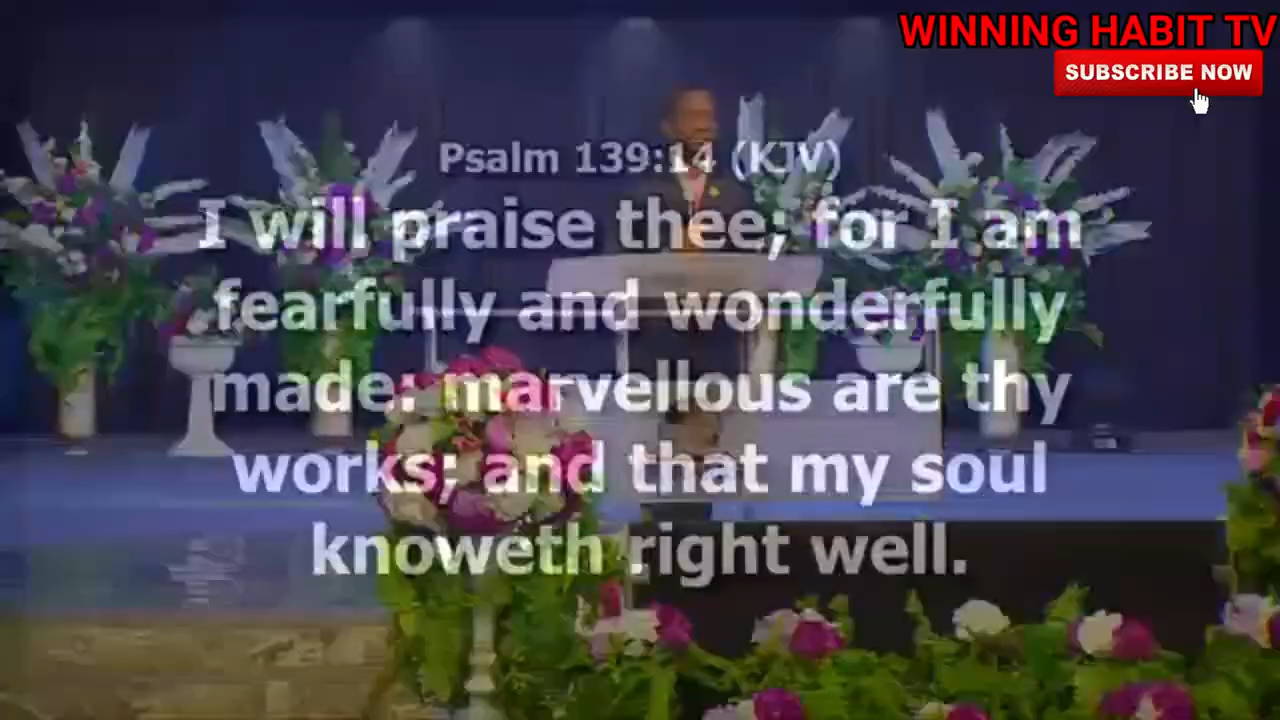 WINNING HABIT TV
SUBSCRIBE NOW
Psalm 139:14 (KJV)
I will praise thee; for I am
fearfully and wonderfully
made: marvellous are thy
works; and that my soul
knoweth right well.